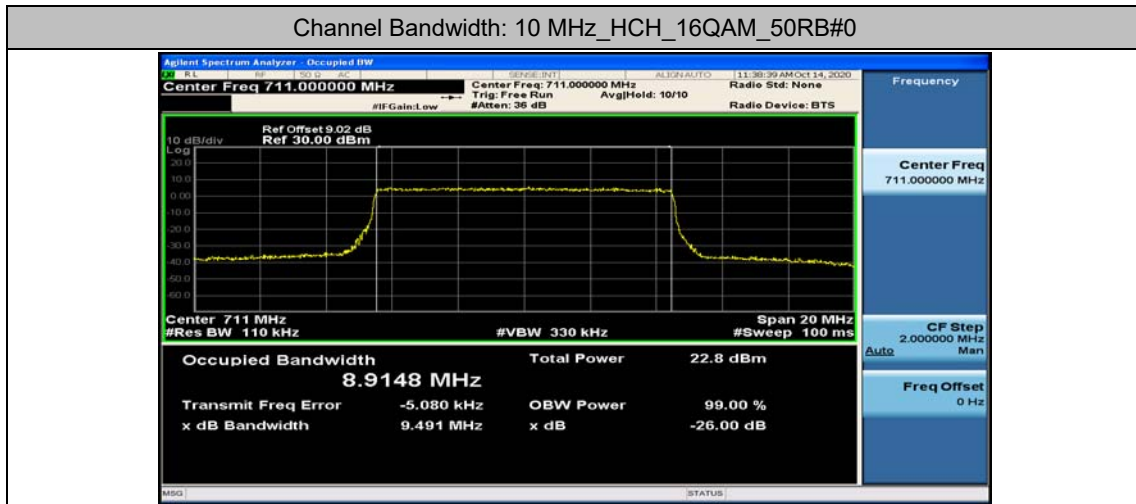 Channel Bandwidth: 10 MHz_HCH_16QAM_50RB#0
Agilent Spectrum Analyzer - Occupied BW
RL RF 50 Ω AC SENSE:INT ALIGN AUTO 11:38:39 AM Oct 14, 2020
Center Freq 711.000000 MHz Center Freq: 711.000000 MHz Radio Std: None
Trig: Free Run Avg|Hold: 10/10
#IFGain:Low #Atten: 36 dB Radio Device: BTS
Frequency
Ref Offset 9.02 dB
10 dB/div Ref 30.00 dBm
Log
20.0
10.0
0.00
-10.0
-20.0
-30.0
-40.0
-50.0
-60.0
Center 711 MHz Span 20 MHz
#Res BW 110 kHz #VBW 330 kHz #Sweep 100 ms
Occupied Bandwidth Total Power 22.8 dBm
8.9148 MHz
Transmit Freq Error -5.080 kHz OBW Power 99.00 %
x dB Bandwidth 9.491 MHz x dB -26.00 dB
Center Freq
711.000000 MHz
CF Step
2.000000 MHz
Auto Man
Freq Offset
0 Hz
MSG STATUS